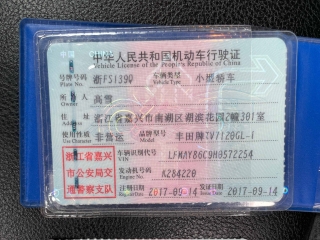 中华人民共和国机动车行驶证
Vehicle License of the People's Republic of China
号牌号码 浙FS1390 车辆类型 小型轿车
Plate No. Vehicle Type
所有人 高雪
Owner
住址 浙江省嘉兴市南湖区湖滨花园2幢301室
Address
使用性质 非营运 品牌型号 丰田牌TV7120GL-i
Use Character Model
浙江省嘉兴市公安局交通警察支队
车辆识别代号 LFMAY86C9H0572254
VIN
发动机号码 K284220
Engine No.
注册日期 2017-09-14 发证日期 2017-09-14
Register Date Issue Date